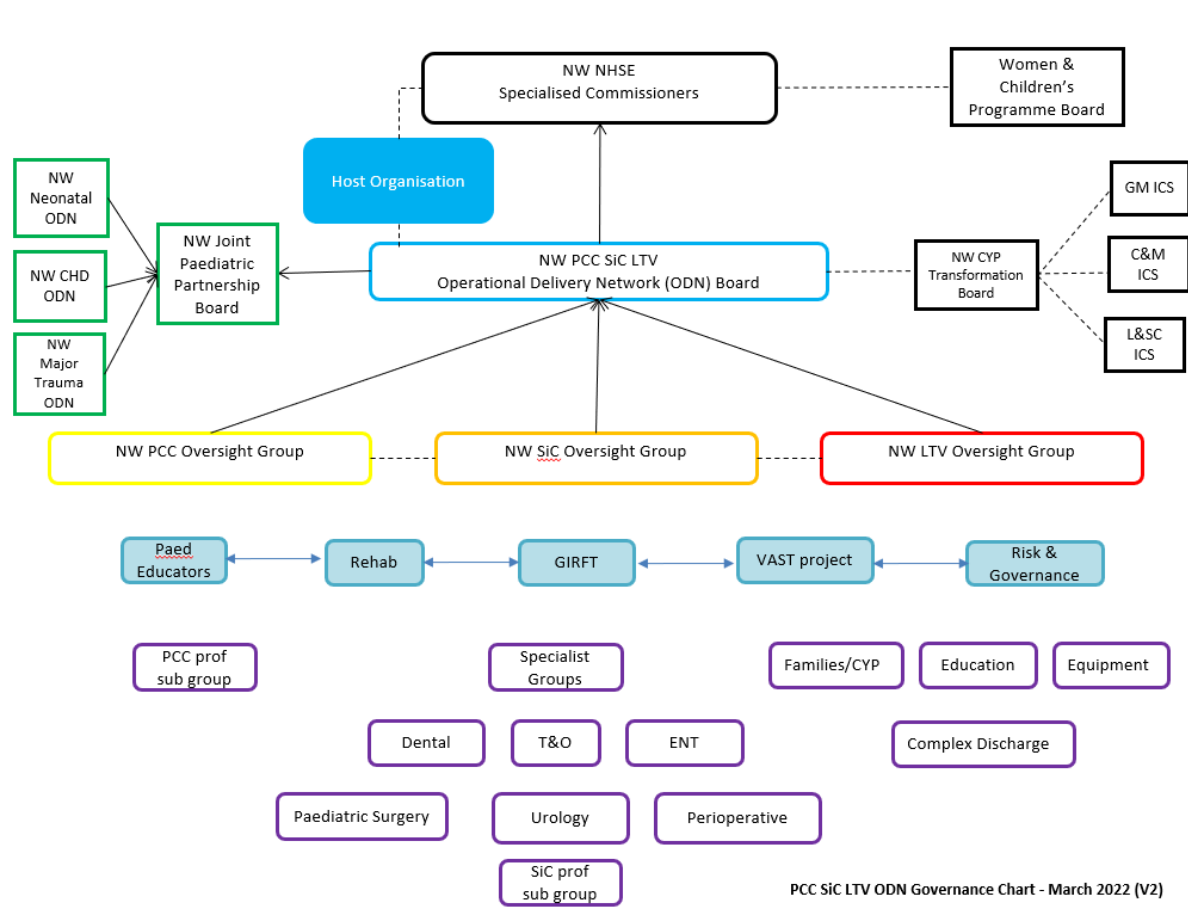 NW NHSE
Specialised Commissioners
Women &
Children's
Programme Board
Host Organisation
NW
Neonatal
ODN
NW CHD
ODN
NW
Major
Trauma
ODN
NW Joint
Paediatric
Partnership
Board
NW PCC SiC LTV
Operational Delivery Network (ODN) Board
NW CYP
Transformation
Board
GM ICS
C&M
ICS
L&SC
ICS
NW PCC Oversight Group
NW SiC Oversight Group
NW LTV Oversight Group
Paed
Educators
Rehab
GIRFT
VAST project
Risk &
Governance
PCC prof
sub group
Specialist
Groups
Families/CYP
Education
Equipment
Dental
T&O
ENT
Complex Discharge
Paediatric Surgery
Urology
Perioperative
SiC prof
sub group
PCC SiC LTV ODN Governance Chart - March 2022 (V2)